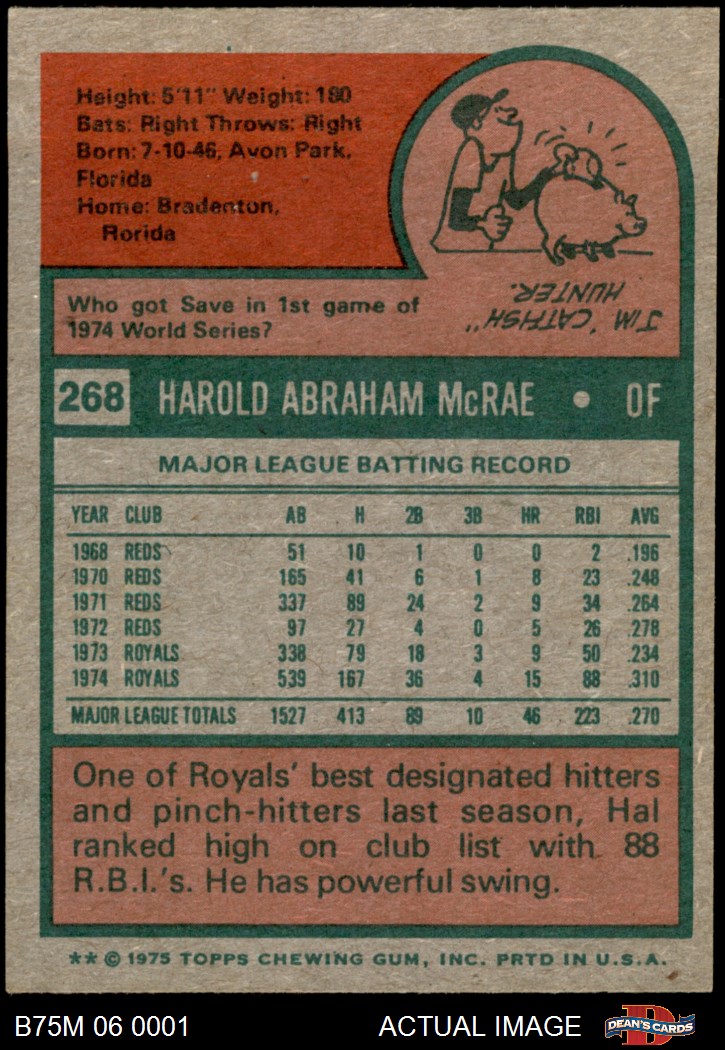 Height: 5'11" Weight: 180
Bats: Right Throws: Right
Born: 7-10-46, Avon Park,
Florida
Home: Bradenton,
Florida
Who got Save in 1st game of
1974 World Series?
JIM "CATFISH"
HUNTER.
268 HAROLD ABRAHAM McRAE • OF
MAJOR LEAGUE BATTING RECORD
YEAR CLUB AB H 2B 3B HR RBI AVG
1968 REDS 51 10 1 0 0 2 .196
1970 REDS 165 41 6 1 8 23 .248
1971 REDS 337 89 24 2 9 34 .264
1972 REDS 97 27 4 0 5 26 .278
1973 ROYALS 338 79 18 3 9 50 .234
1974 ROYALS 539 167 36 4 15 88 .310
MAJOR LEAGUE TOTALS 1527 413 89 10 46 223 .270
One of Royals' best designated hitters
and pinch-hitters last season, Hal
ranked high on club list with 88
R.B.I.'s. He has powerful swing.
** © 1975 TOPPS CHEWING GUM, INC. PRTD IN U.S.A.
B75M 06 0001 ACTUAL IMAGE
D
DEAN'S CARDS